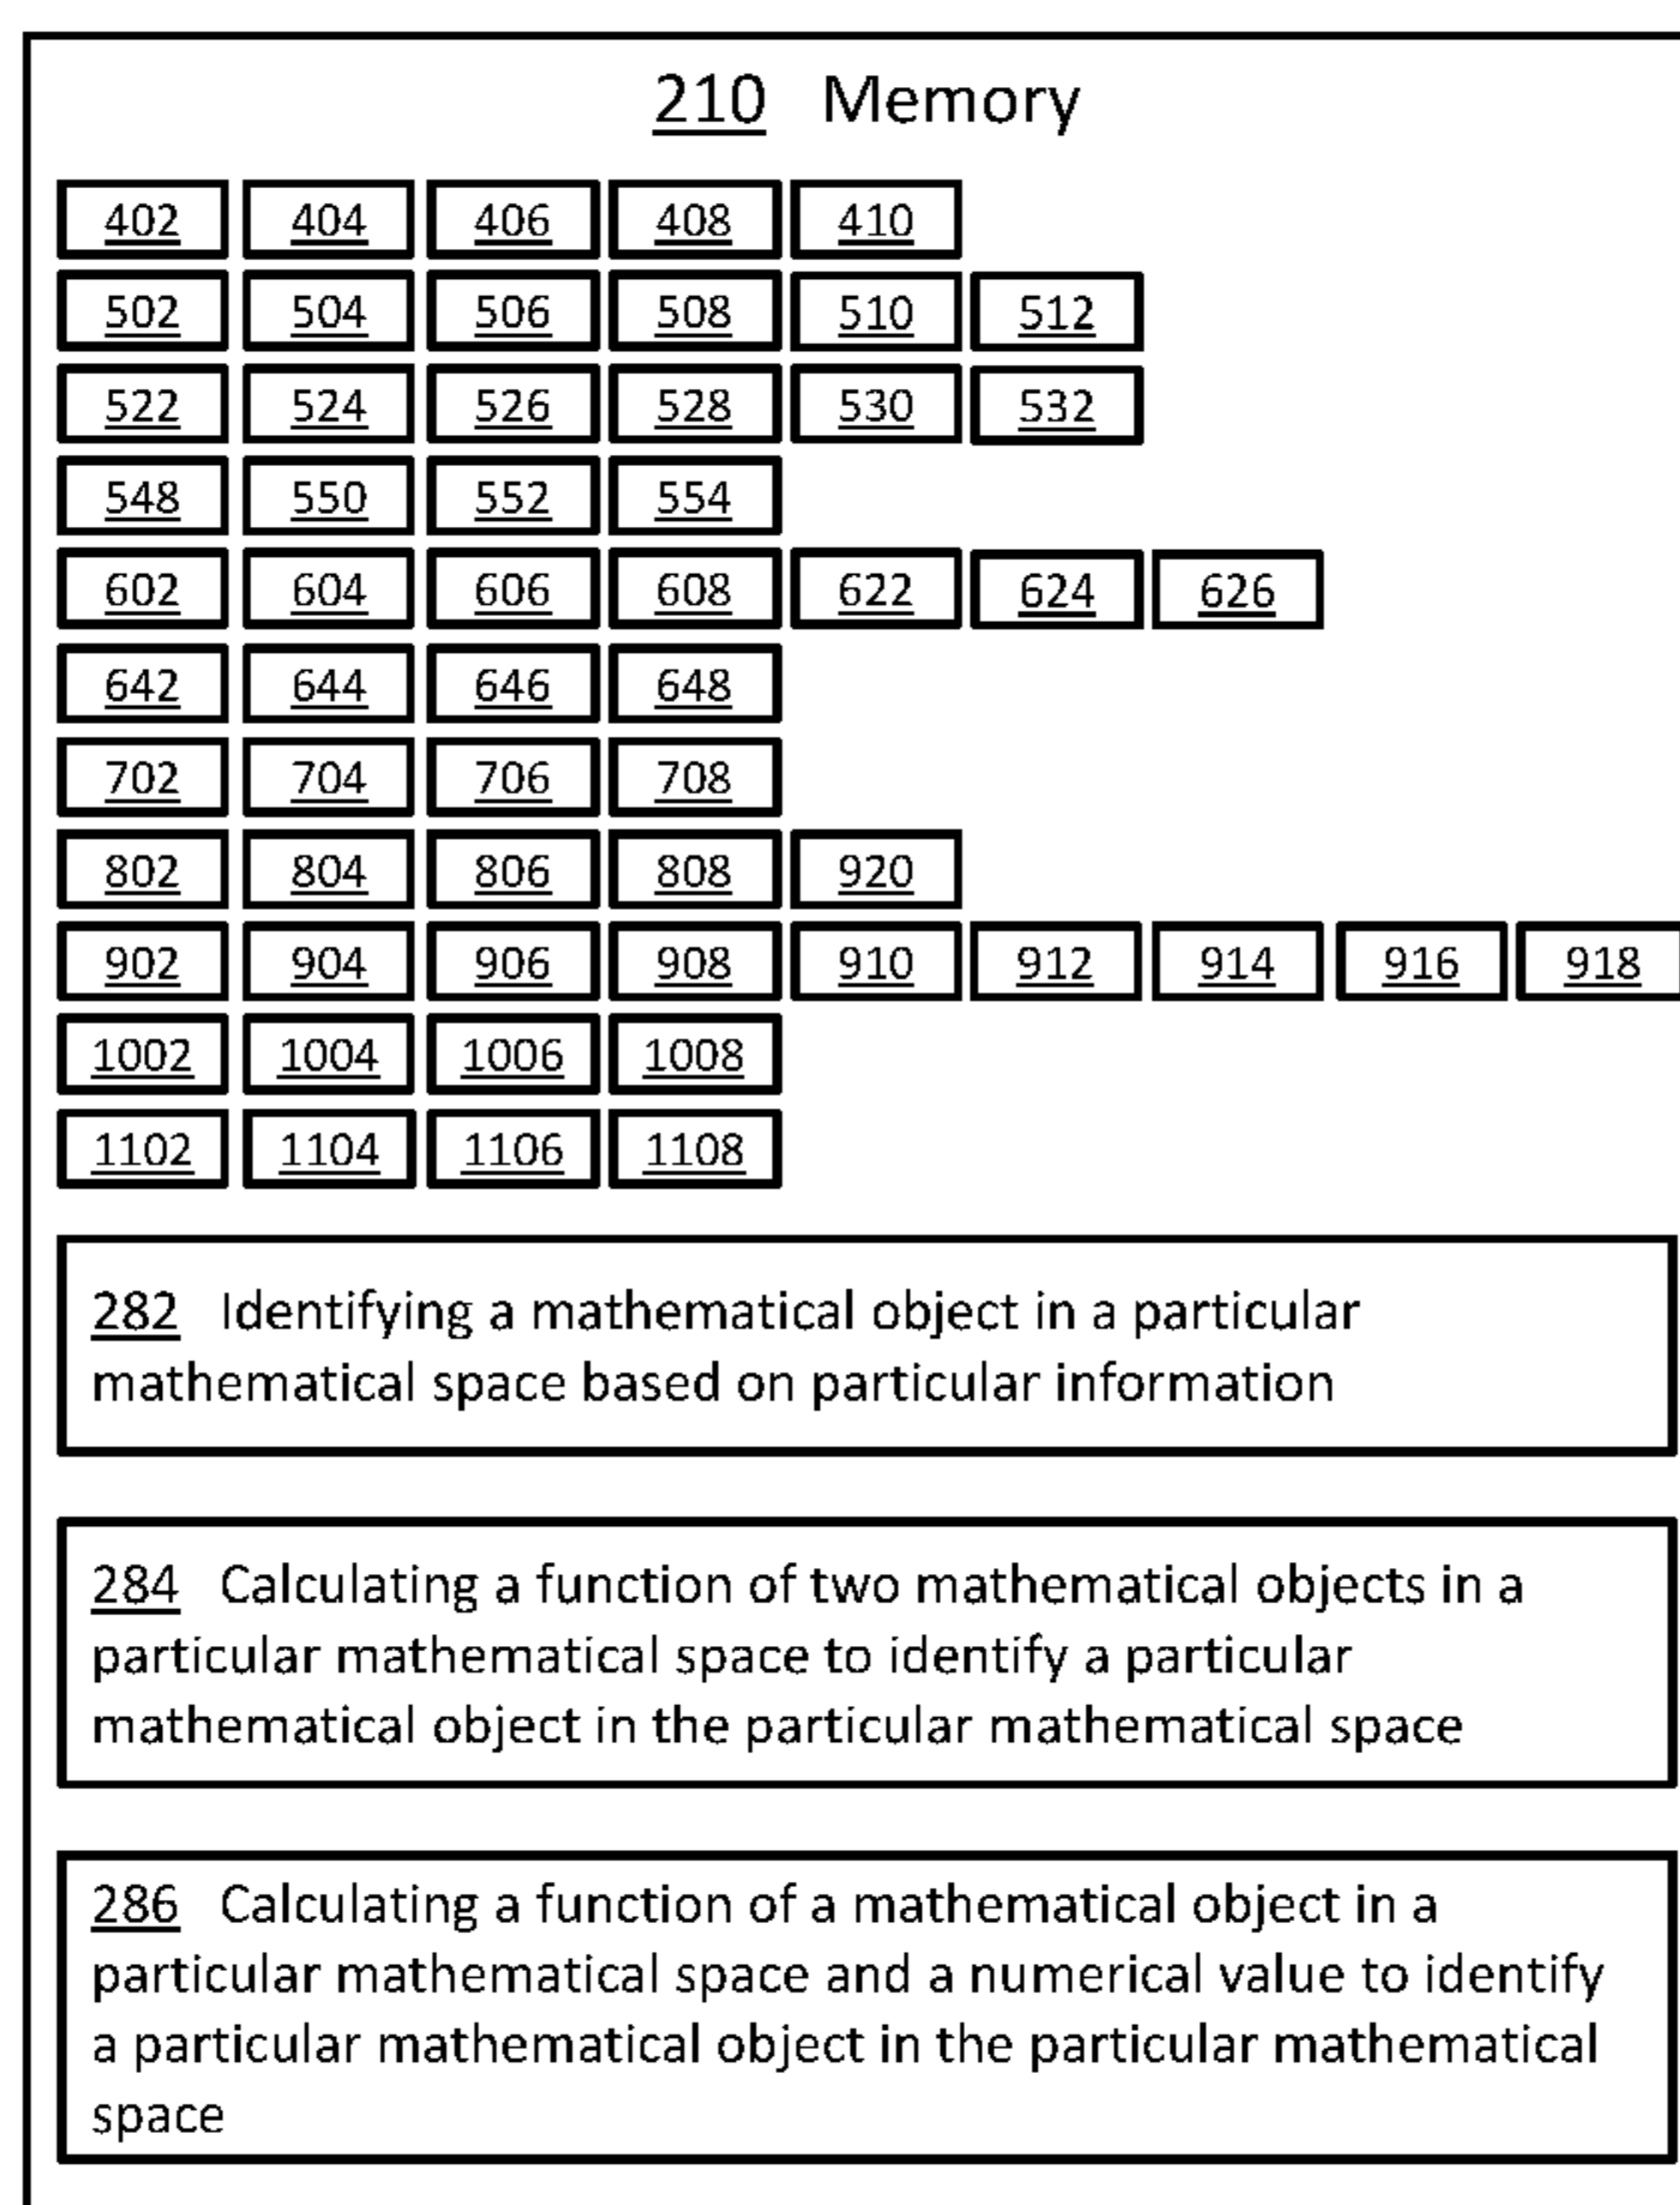 210 Memory
402 404 406 408 410
502 504 506 508 510 512
522 524 526 528 530 532
548 550 552 554
602 604 606 608 622 624 626
642 644 646 648
702 704 706 708
802 804 806 808 920
902 904 906 908 910 912 914 916 918
1002 1004 1006 1008
1102 1104 1106 1108
282 Identifying a mathematical object in a particular
mathematical space based on particular information
284 Calculating a function of two mathematical objects in a
particular mathematical space to identify a particular
mathematical object in the particular mathematical space
286 Calculating a function of a mathematical object in a
particular mathematical space and a numerical value to identify
a particular mathematical object in the particular mathematical
space